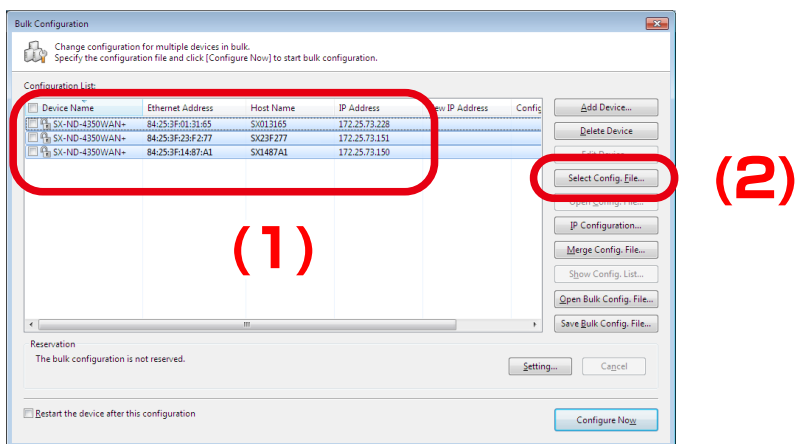 Bulk Configuration
Change configuration for multiple devices in bulk.
Specify the configuration file and click [Configure Now] to start bulk configuration.
Configuration List:
Device Name Ethernet Address Host Name IP Address ew IP Address Config
SX-ND-4350WAN+ 84:25:3F:01:31:65 SX013165 172.25.73.228
SX-ND-4350WAN+ 84:25:3F:23:F2:77 SX23F277 172.25.73.151
SX-ND-4350WAN+ 84:25:3F:14:87:A1 SX1487A1 172.25.73.150
Add Device...
Delete Device
Edit Device...
Select Config. File...
Open Config. File...
IP Configuration...
Merge Config. File...
Show Config. List...
Open Bulk Config. File...
Save Bulk Config. File...
(1)
(2)
Reservation
The bulk configuration is not reserved.
Setting... Cancel
Restart the device after this configuration
Configure Now